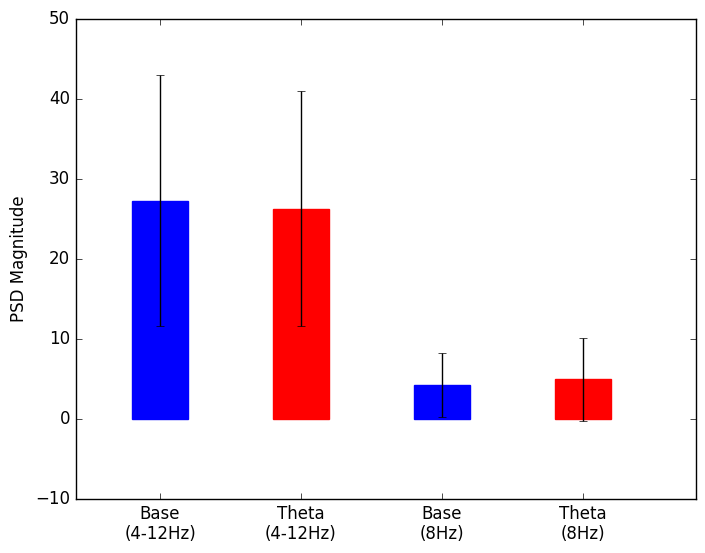 50
40
30
20
10
0
−10
PSD Magnitude
Base
(4-12Hz)
Theta
(4-12Hz)
Base
(8Hz)
Theta
(8Hz)